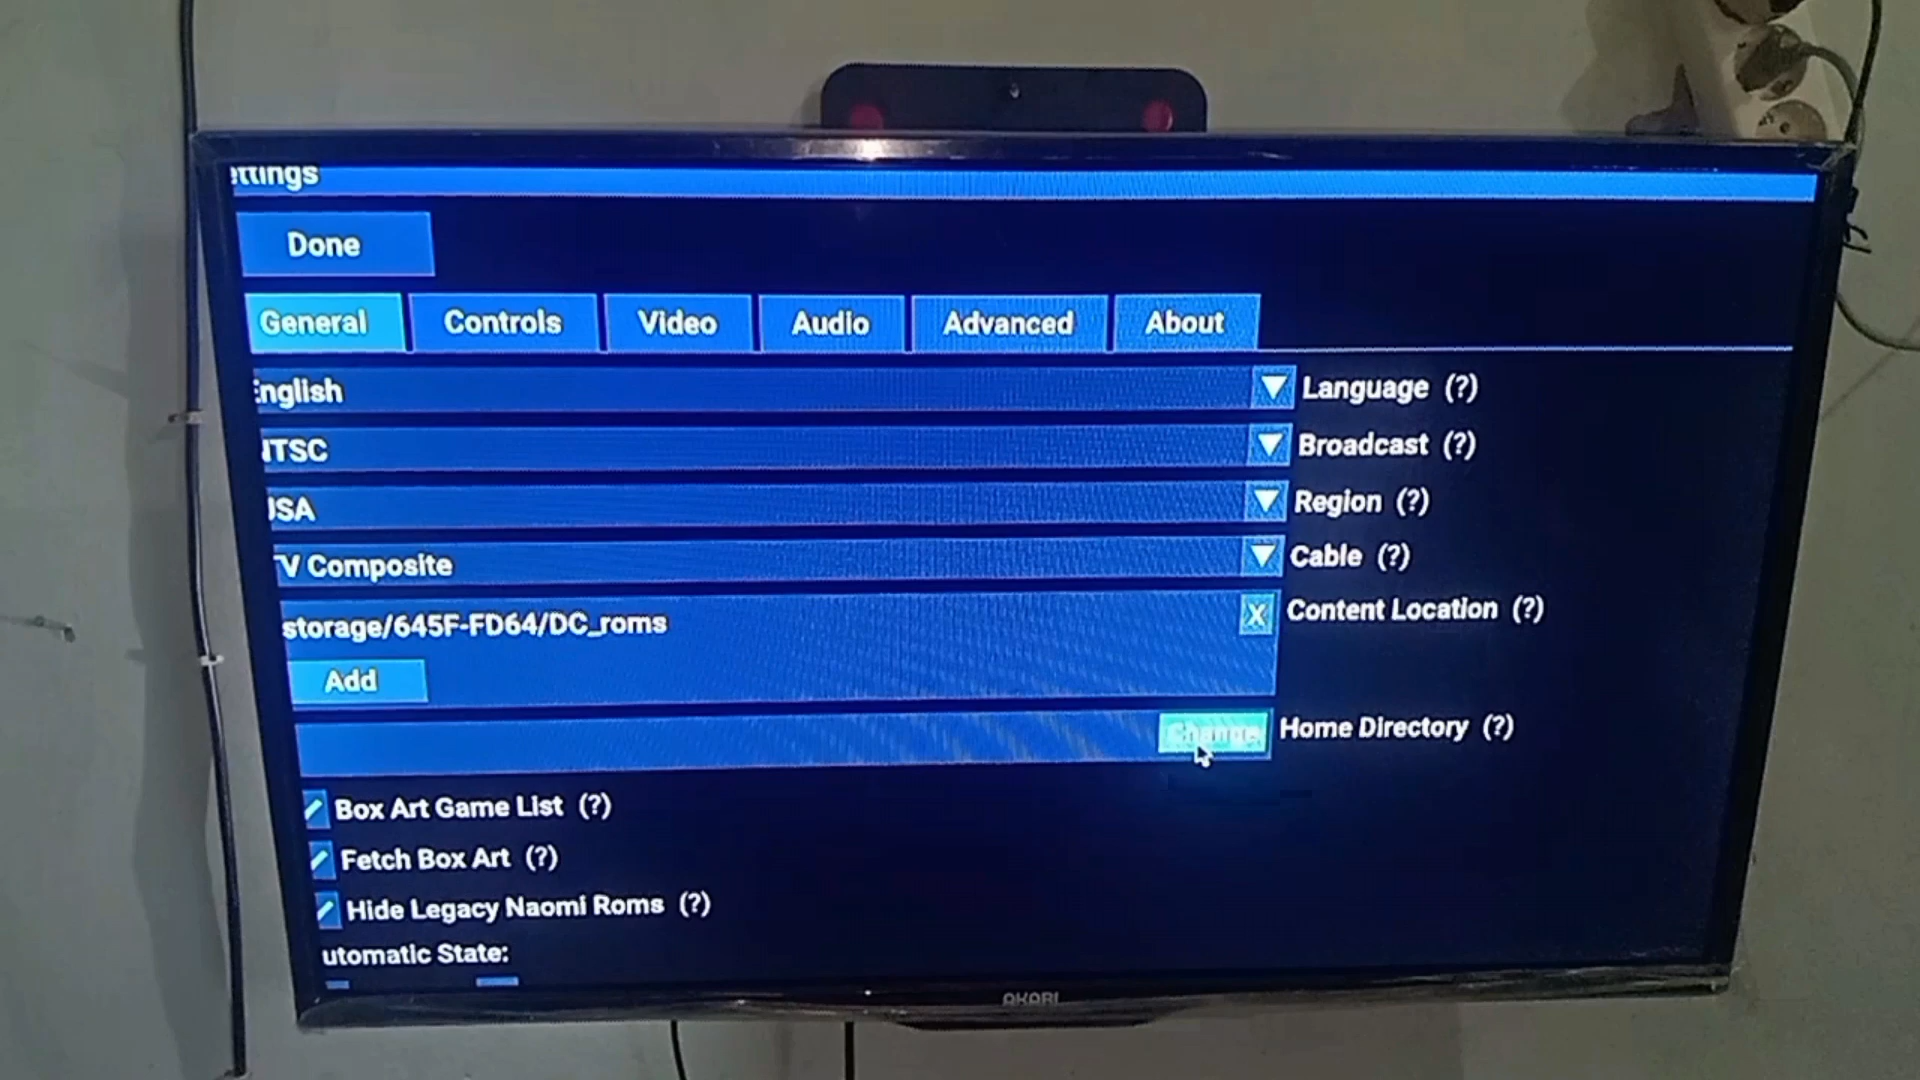 ettings
Done
General Controls Video Audio Advanced About
English Language (?)
NTSC Broadcast (?)
USA Region (?)
TV Composite Cable (?)
storage/645F-FD64/DC_roms X Content Location (?)
Add
Change Home Directory (?)
Box Art Game List (?)
Fetch Box Art (?)
Hide Legacy Naomi Roms (?)
utomatic State:
AKARI